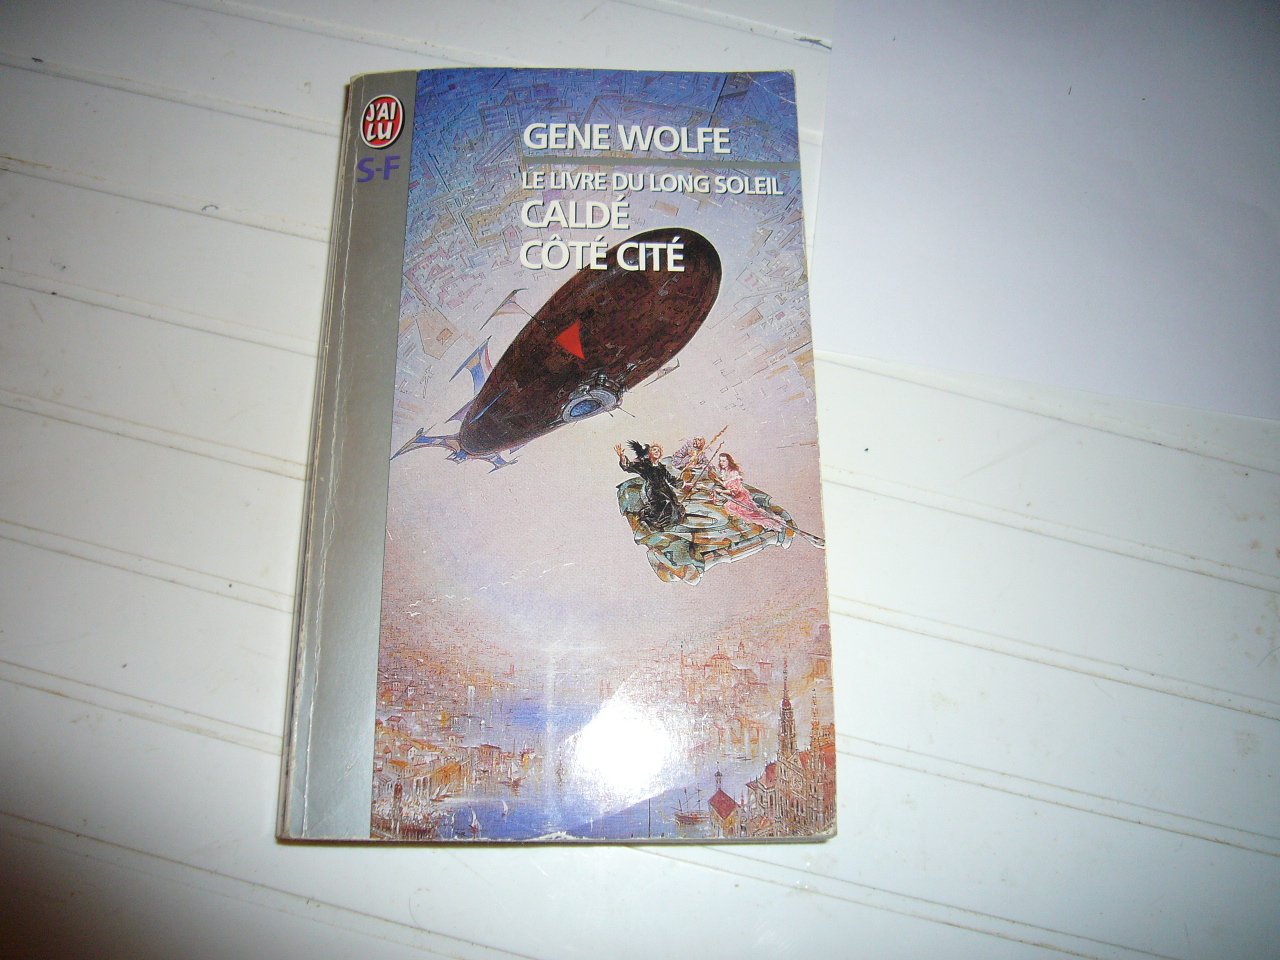 J'AI
LU
S-F
GENE WOLFE
LE LIVRE DU LONG SOLEIL
CALDÉ
CÔTÉ CITÉ